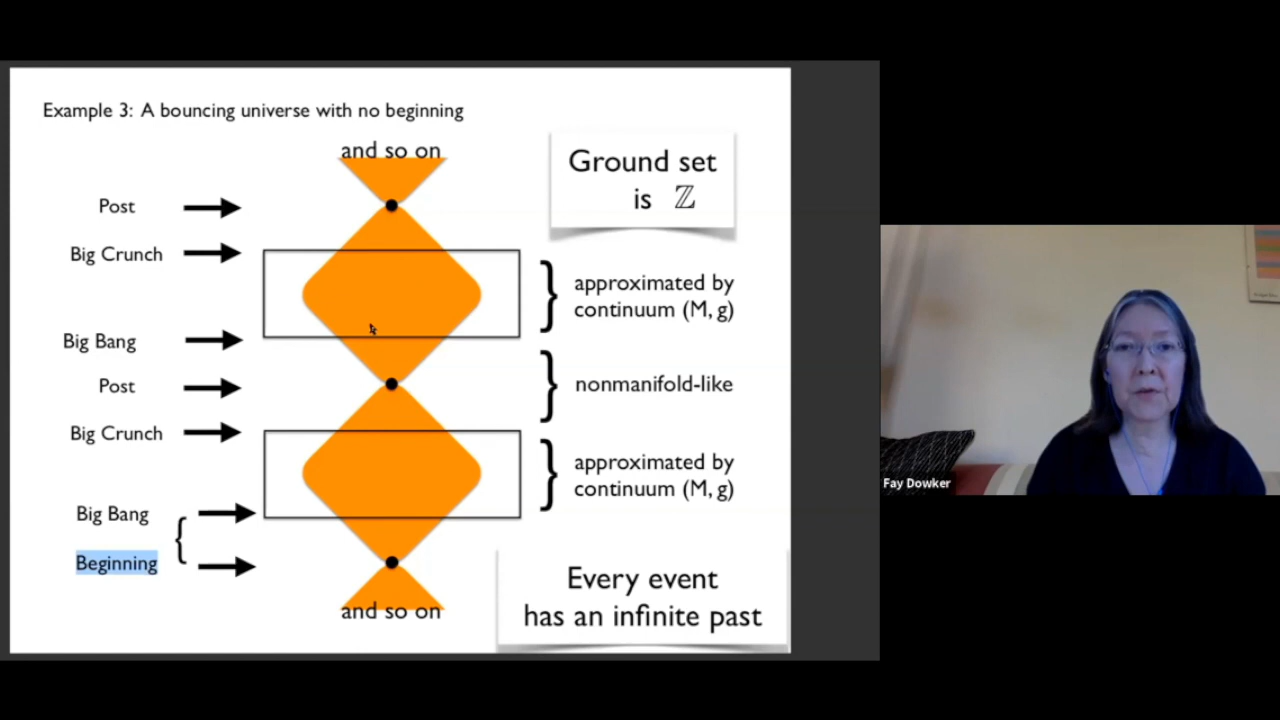 Example 3: A bouncing universe with no beginning
and so on
Ground set
is ℤ
Post
Big Crunch
approximated by
continuum (M, g)
Big Bang
Post
nonmanifold-like
Big Crunch
approximated by
continuum (M, g)
Big Bang
Beginning
Every event
has an infinite past
and so on
Fay Dowker